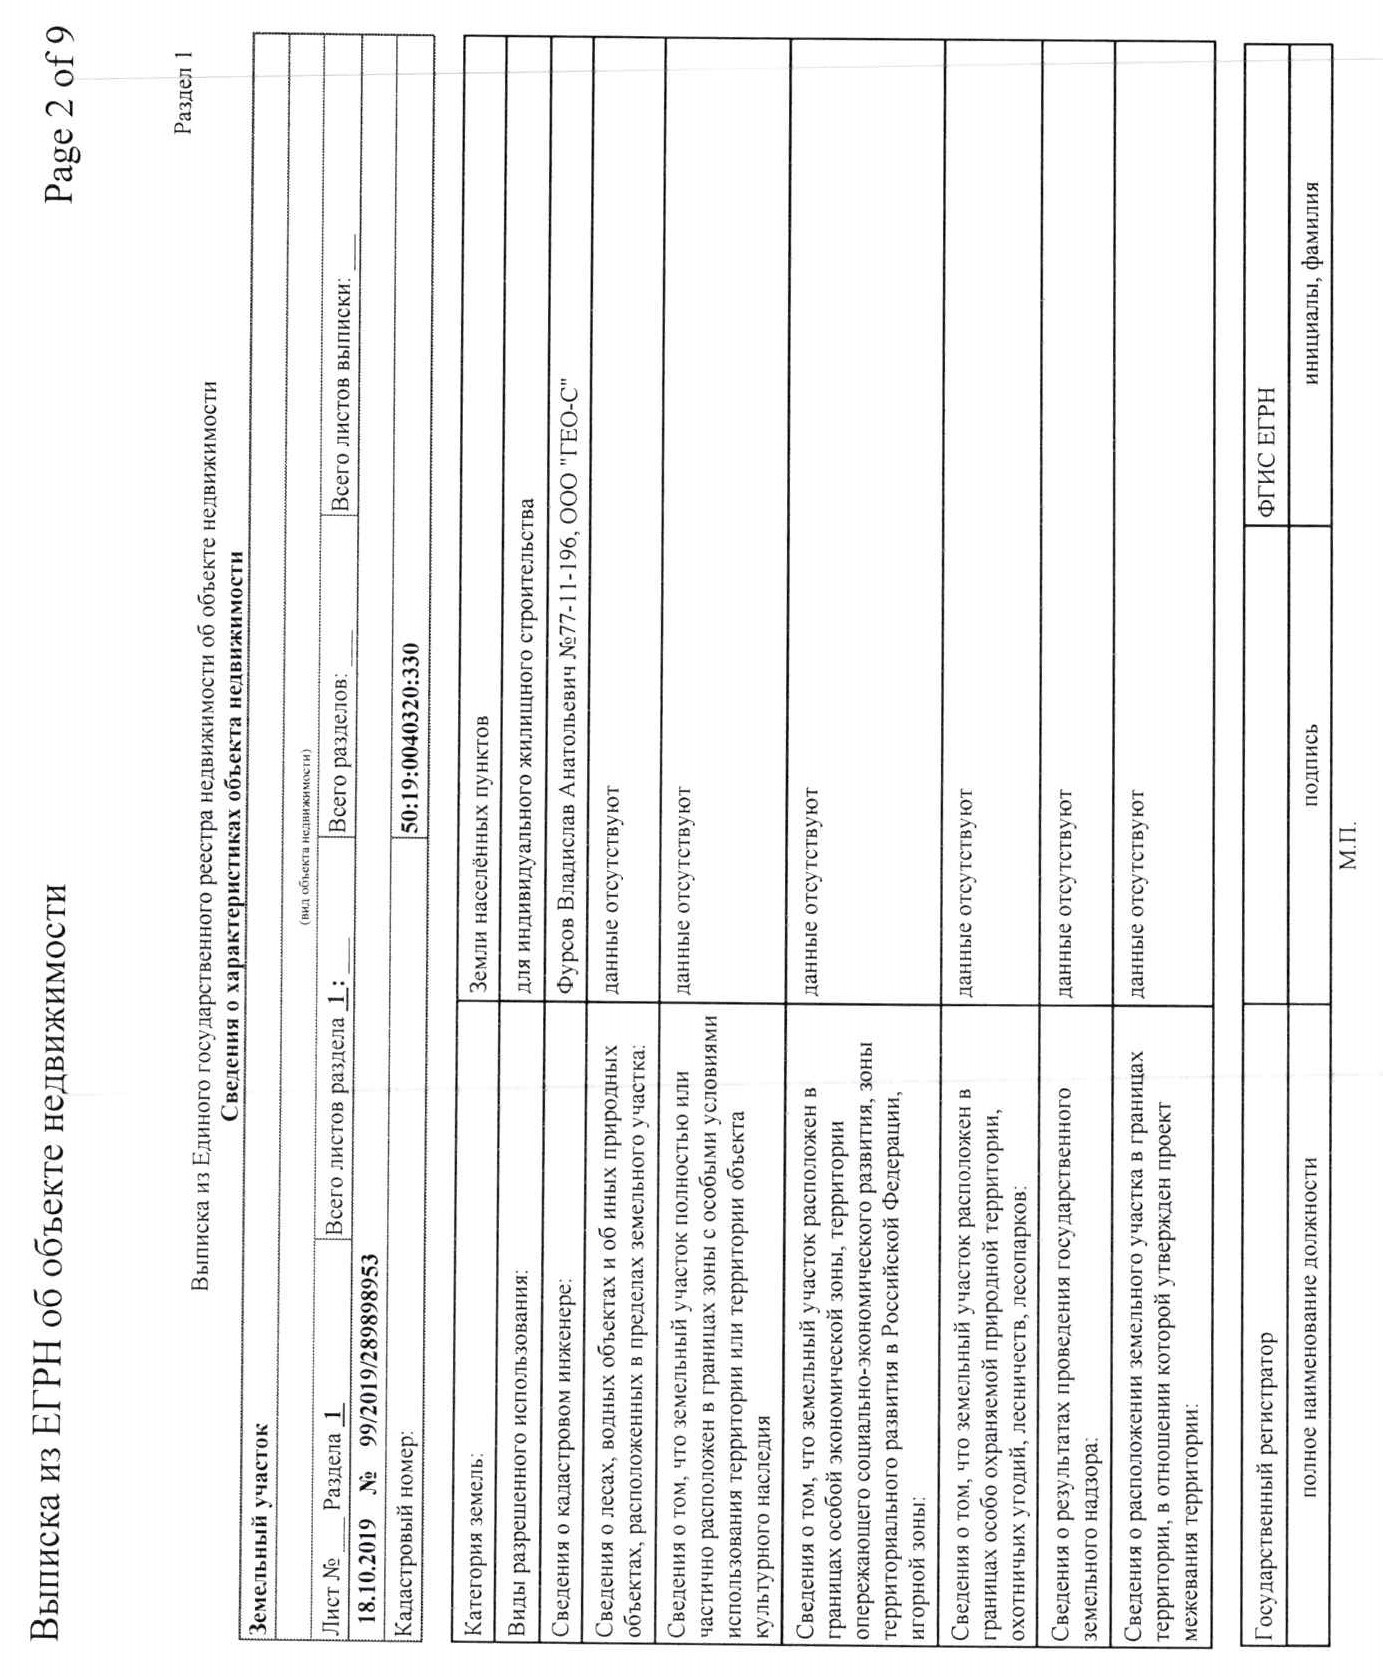 Выписка из ЕГРН об объекте недвижимости
Page 2 of 9
Раздел 1
Выписка из Единого государственного реестра недвижимости об объекте недвижимости
Сведения о характеристиках объекта недвижимости
Земельный участок
(вид объекта недвижимости)
Лист № ___ Раздела 1
Всего листов раздела 1 : ___
Всего разделов: ___
Всего листов выписки: ___
18.10.2019 № 99/2019/289898953
Кадастровый номер:
50:19:0040320:330
Категория земель:
Земли населённых пунктов
Виды разрешенного использования:
для индивидуального жилищного строительства
Сведения о кадастровом инженере:
Фурсов Владислав Анатольевич №77-11-196, ООО "ГЕО-С"
Сведения о лесах, водных объектах и об иных природных
объектах, расположенных в пределах земельного участка:
данные отсутствуют
Сведения о том, что земельный участок полностью или
частично расположен в границах зоны с особыми условиями
использования территории или территории объекта
культурного наследия
данные отсутствуют
Сведения о том, что земельный участок расположен в
границах особой экономической зоны, территории
опережающего социально-экономического развития, зоны
территориального развития в Российской Федерации,
игорной зоны:
данные отсутствуют
Сведения о том, что земельный участок расположен в
границах особо охраняемой природной территории,
охотничьих угодий, лесничеств, лесопарков:
данные отсутствуют
Сведения о результатах проведения государственного
земельного надзора:
данные отсутствуют
Сведения о расположении земельного участка в границах
территории, в отношении которой утвержден проект
межевания территории:
данные отсутствуют
Государственный регистратор
ФГИС ЕГРН
полное наименование должности
подпись
инициалы, фамилия
М.П.